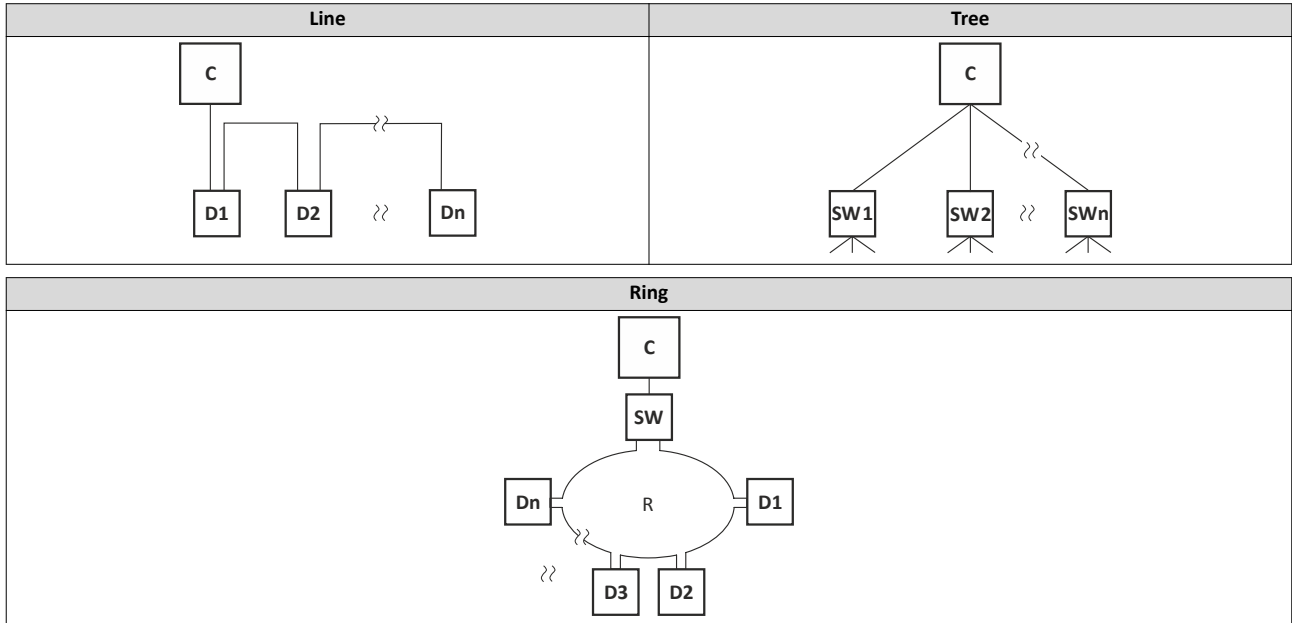 Line
Tree
C
C
D1 D2 Dn
SW1 SW2 SWn
Ring
C
SW
Dn R D1
D3 D2